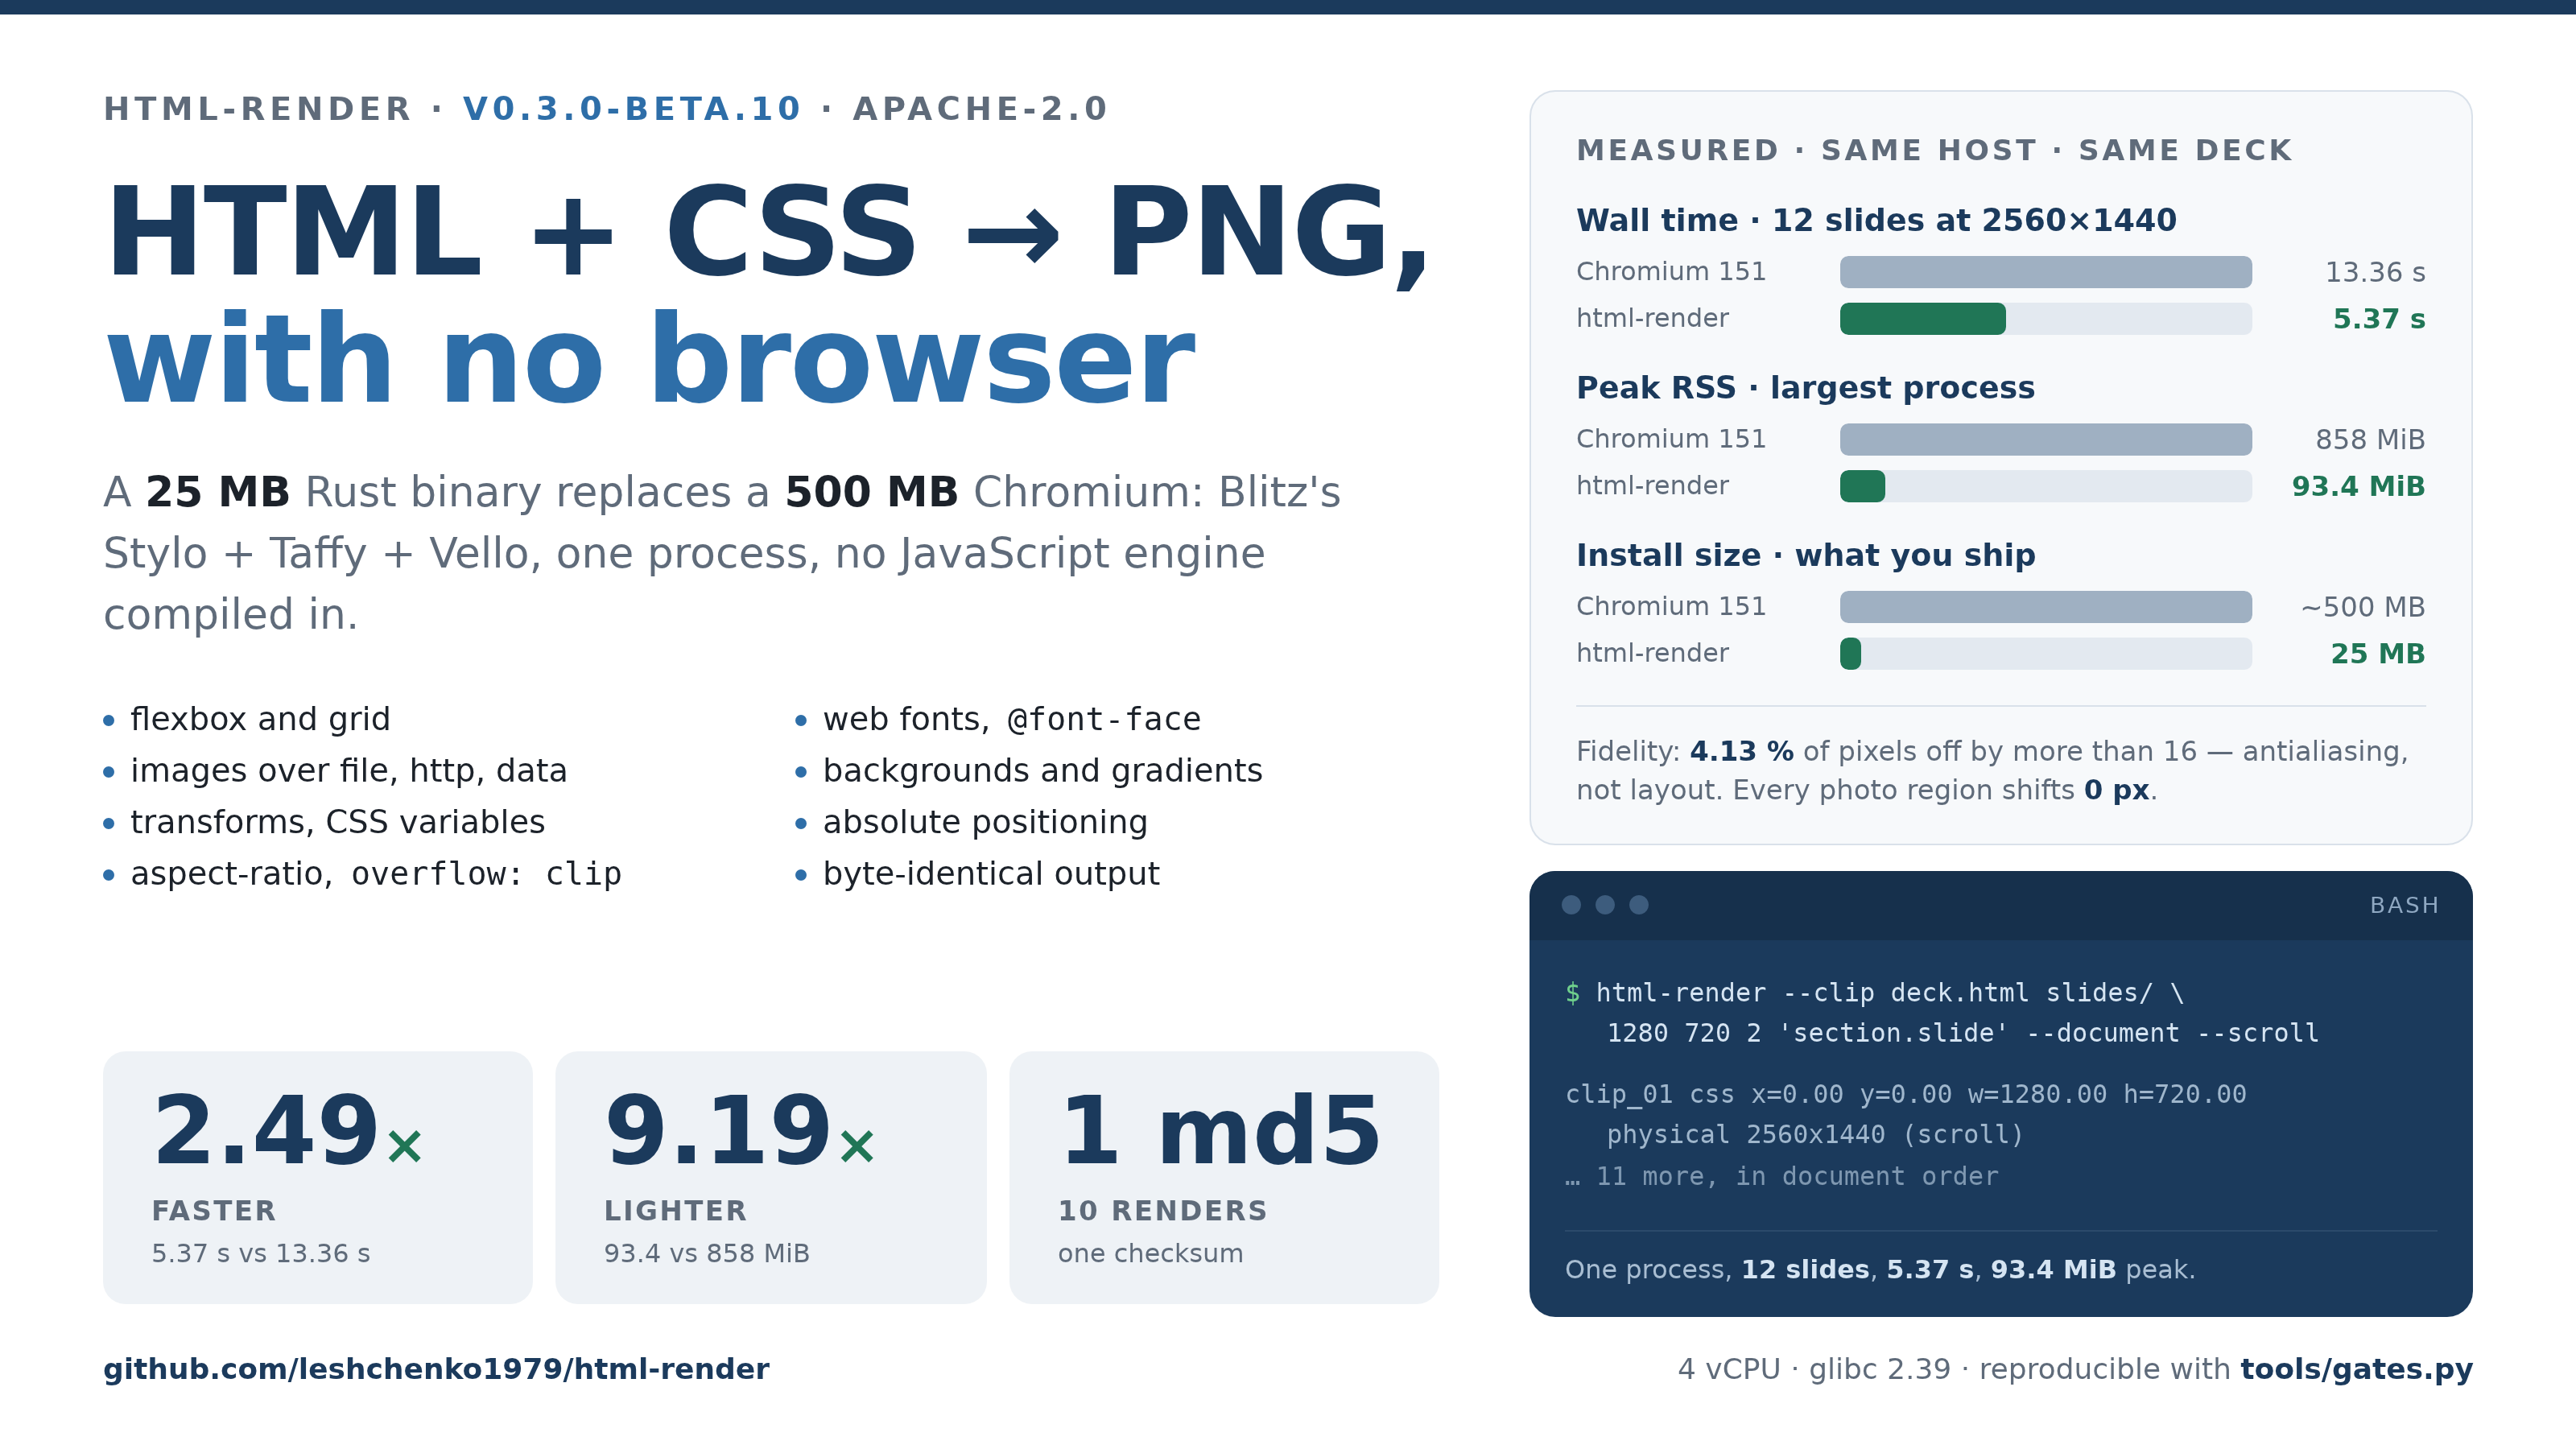 HTML-RENDER · V0.3.0-BETA.10 · APACHE-2.0
HTML + CSS → PNG,
with no browser
A 25 MB Rust binary replaces a 500 MB Chromium: Blitz's
Stylo + Taffy + Vello, one process, no JavaScript engine
compiled in.
• flexbox and grid
• images over file, http, data
• transforms, CSS variables
• aspect-ratio, overflow: clip
• web fonts, @font-face
• backgrounds and gradients
• absolute positioning
• byte-identical output
2.49×
FASTER
5.37 s vs 13.36 s
9.19×
LIGHTER
93.4 vs 858 MiB
1 md5
10 RENDERS
one checksum
MEASURED · SAME HOST · SAME DECK
Wall time · 12 slides at 2560×1440
Chromium 151 13.36 s
html-render 5.37 s
Peak RSS · largest process
Chromium 151 858 MiB
html-render 93.4 MiB
Install size · what you ship
Chromium 151 ~500 MB
html-render 25 MB
Fidelity: 4.13 % of pixels off by more than 16 — antialiasing,
not layout. Every photo region shifts 0 px.
BASH
$ html-render --clip deck.html slides/ \
1280 720 2 'section.slide' --document --scroll
clip_01 css x=0.00 y=0.00 w=1280.00 h=720.00
physical 2560x1440 (scroll)
… 11 more, in document order
One process, 12 slides, 5.37 s, 93.4 MiB peak.
github.com/leshchenko1979/html-render
4 vCPU · glibc 2.39 · reproducible with tools/gates.py